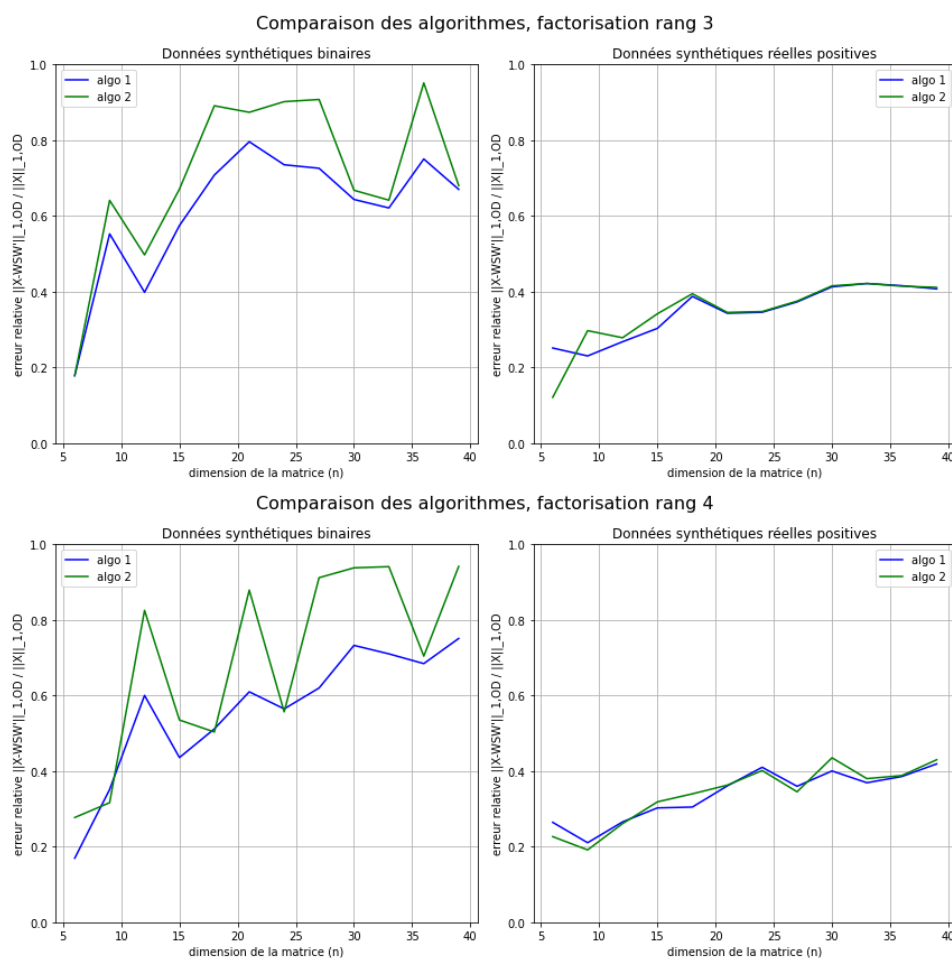 Comparaison des algorithmes, factorisation rang 3
Données synthétiques binaires
algo 1
algo 2
erreur relative ||X-WSW'||_1,OD / ||X||_1,OD
1.0
0.8
0.6
0.4
0.2
0.0
5 10 15 20 25 30 35 40
dimension de la matrice (n)
Données synthétiques réelles positives
algo 1
algo 2
erreur relative ||X-WSW'||_1,OD / ||X||_1,OD
1.0
0.8
0.6
0.4
0.2
0.0
5 10 15 20 25 30 35 40
dimension de la matrice (n)
Comparaison des algorithmes, factorisation rang 4
Données synthétiques binaires
algo 1
algo 2
erreur relative ||X-WSW'||_1,OD / ||X||_1,OD
1.0
0.8
0.6
0.4
0.2
0.0
5 10 15 20 25 30 35 40
dimension de la matrice (n)
Données synthétiques réelles positives
algo 1
algo 2
erreur relative ||X-WSW'||_1,OD / ||X||_1,OD
1.0
0.8
0.6
0.4
0.2
0.0
5 10 15 20 25 30 35 40
dimension de la matrice (n)